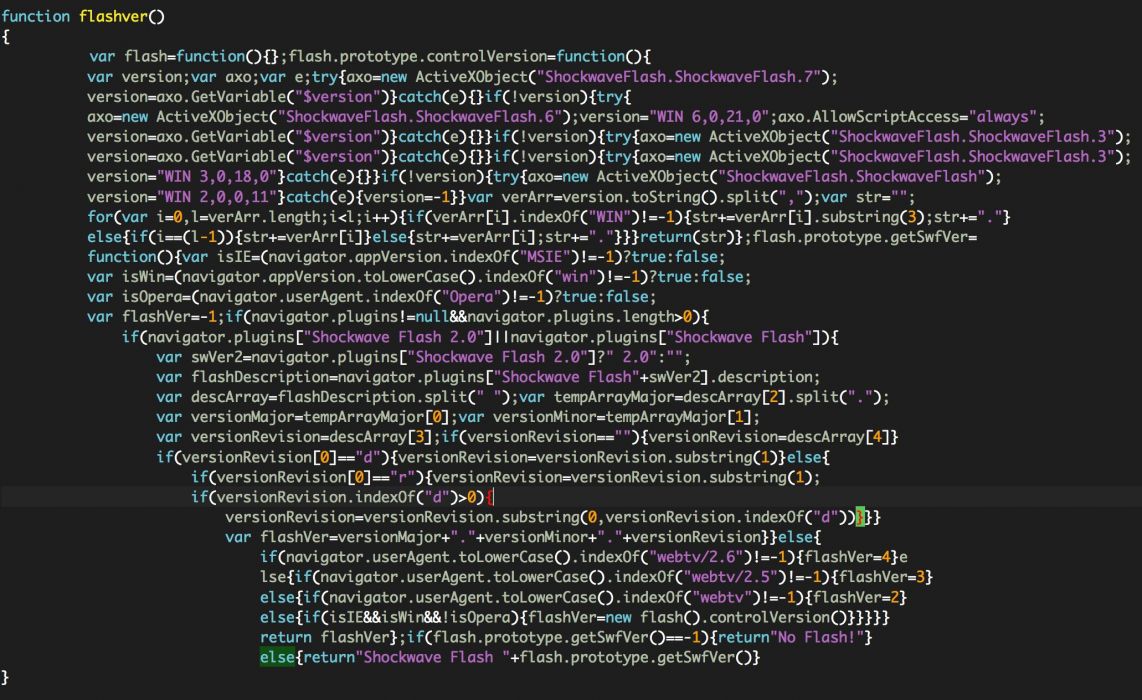 function flashver()
{
var flash=function(){};flash.prototype.controlVersion=function(){
var version;var axo;var e;try{axo=new ActiveXObject("ShockwaveFlash.ShockwaveFlash.7");
version=axo.GetVariable("$version")}catch(e){}if(!version){try{
axo=new ActiveXObject("ShockwaveFlash.ShockwaveFlash.6");version="WIN 6,0,21,0";axo.AllowScriptAccess="always";
version=axo.GetVariable("$version")}catch(e){}}if(!version){try{axo=new ActiveXObject("ShockwaveFlash.ShockwaveFlash.3");
version=axo.GetVariable("$version")}catch(e){}}if(!version){try{axo=new ActiveXObject("ShockwaveFlash.ShockwaveFlash.3");
version="WIN 3,0,18,0"}catch(e){}}if(!version){try{axo=new ActiveXObject("ShockwaveFlash.ShockwaveFlash");
version="WIN 2,0,0,11"}catch(e){version=-1}}var verArr=version.toString().split(",");var str="";
for(var i=0,l=verArr.length;i<l;i++){if(verArr[i].indexOf("WIN")!=-1){str+=verArr[i].substring(3);str+="."}
else{if(i==(l-1)){str+=verArr[i]}else{str+=verArr[i];str+="."}}}return(str)};flash.prototype.getSwfVer=
function(){var isIE=(navigator.appVersion.indexOf("MSIE")!=-1)?true:false;
var isWin=(navigator.appVersion.toLowerCase().indexOf("win")!=-1)?true:false;
var isOpera=(navigator.userAgent.indexOf("Opera")!=-1)?true:false;
var flashVer=-1;if(navigator.plugins!=null&&navigator.plugins.length>0){
if(navigator.plugins["Shockwave Flash 2.0"]||navigator.plugins["Shockwave Flash"]){
var swVer2=navigator.plugins["Shockwave Flash 2.0"]?" 2.0":"";
var flashDescription=navigator.plugins["Shockwave Flash"+swVer2].description;
var descArray=flashDescription.split(" ");var tempArrayMajor=descArray[2].split(".");
var versionMajor=tempArrayMajor[0];var versionMinor=tempArrayMajor[1];
var versionRevision=descArray[3];if(versionRevision==""){versionRevision=descArray[4]}
if(versionRevision[0]=="d"){versionRevision=versionRevision.substring(1)}else{
if(versionRevision[0]=="r"){versionRevision=versionRevision.substring(1);
if(versionRevision.indexOf("d")>0){
versionRevision=versionRevision.substring(0,versionRevision.indexOf("d"))}}}
var flashVer=versionMajor+"."+versionMinor+"."+versionRevision}}else{
if(navigator.userAgent.toLowerCase().indexOf("webtv/2.6")!=-1){flashVer=4}e
lse{if(navigator.userAgent.toLowerCase().indexOf("webtv/2.5")!=-1){flashVer=3}
else{if(navigator.userAgent.toLowerCase().indexOf("webtv")!=-1){flashVer=2}
else{if(isIE&&isWin&&!isOpera){flashVer=new flash().controlVersion()}}}}}
return flashVer};if(flash.prototype.getSwfVer()==-1){return"No Flash!"}
else{return"Shockwave Flash "+flash.prototype.getSwfVer()}
}